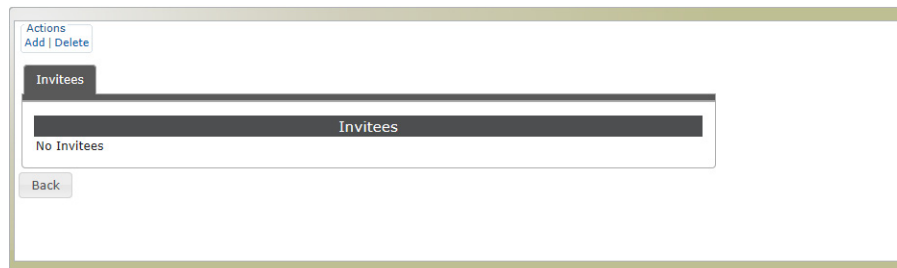 Actions
Add | Delete
Invitees
Invitees
No Invitees
Back